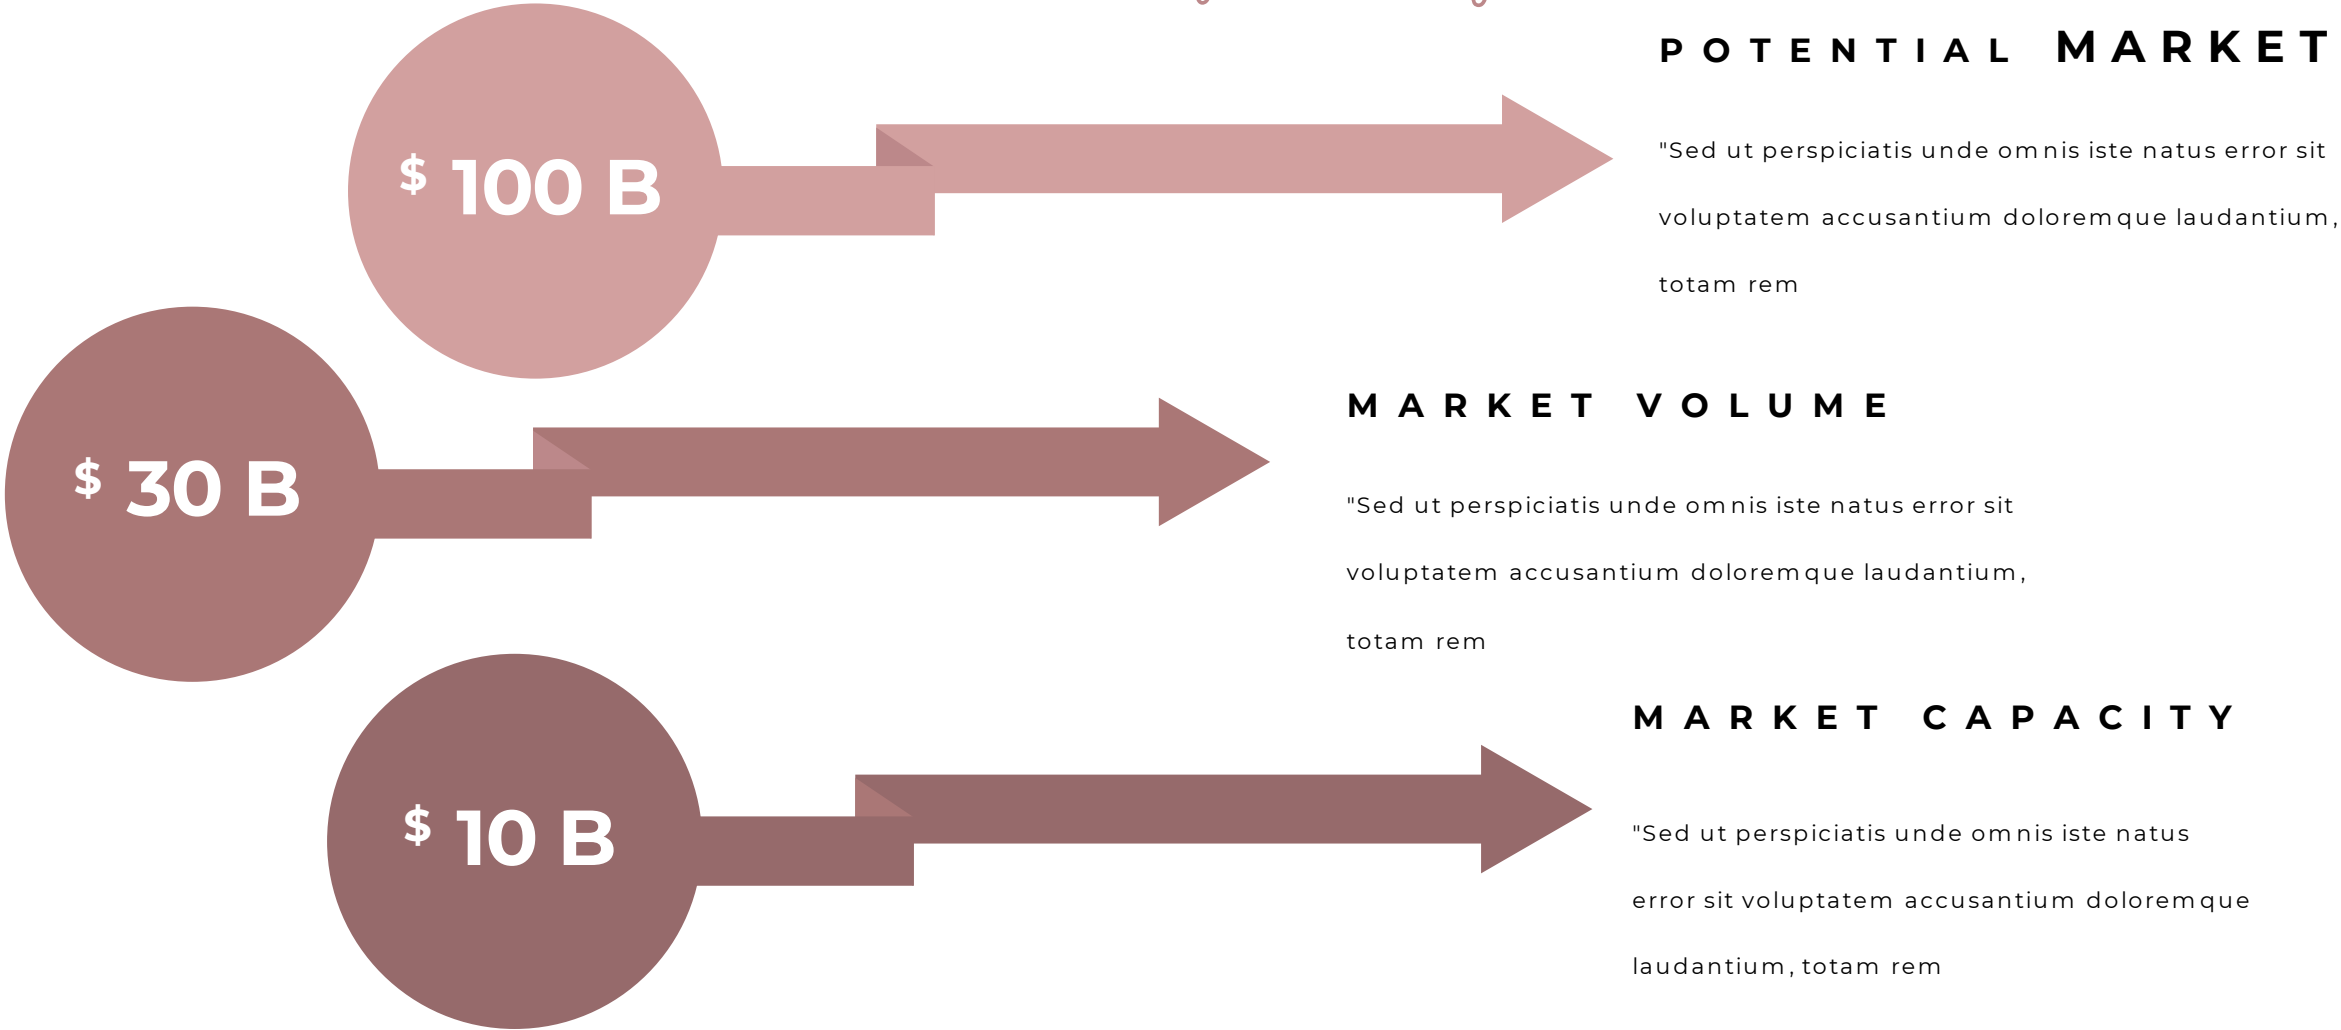 POTENTIAL MARKET
$ 100 B
"Sed ut perspiciatis unde omnis iste natus error sit
voluptatem accusantium doloremque laudantium,
totam rem
MARKET VOLUME
$ 30 B
"Sed ut perspiciatis unde omnis iste natus error sit
voluptatem accusantium doloremque laudantium,
totam rem
MARKET CAPACITY
$ 10 B
"Sed ut perspiciatis unde omnis iste natus
error sit voluptatem accusantium doloremque
laudantium, totam rem